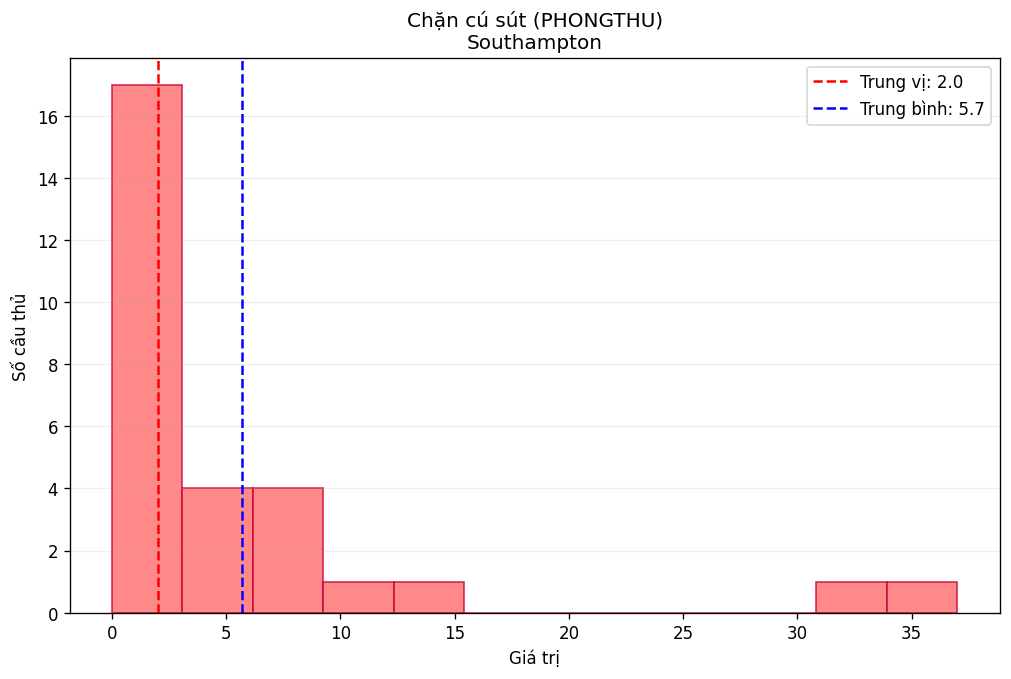 Chặn cú sút (PHONGTHU)
Southampton
Trung vị: 2.0
Trung bình: 5.7
Số cầu thủ
16
14
12
10
8
6
4
2
0
0 5 10 15 20 25 30 35
Giá trị